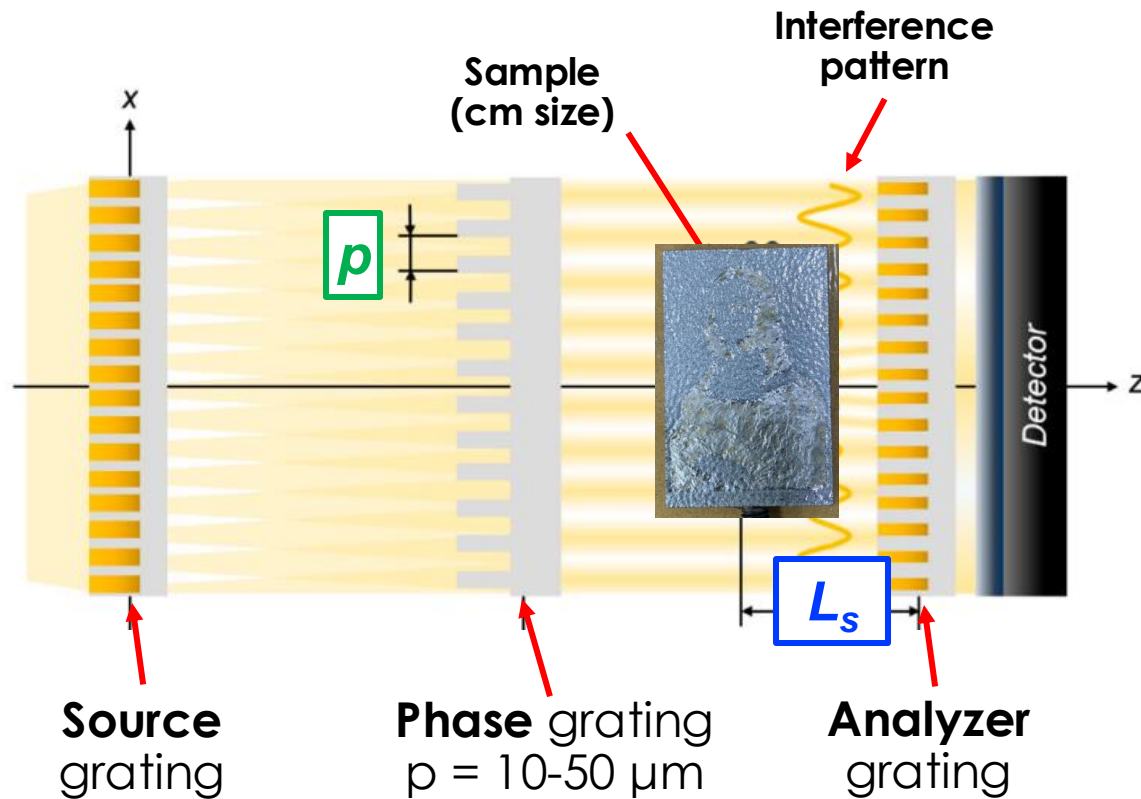 Interference
pattern
Sample
(cm size)
x
p
z
Detector
Ls
Source
grating
Phase grating
p = 10-50 µm
Analyzer
grating